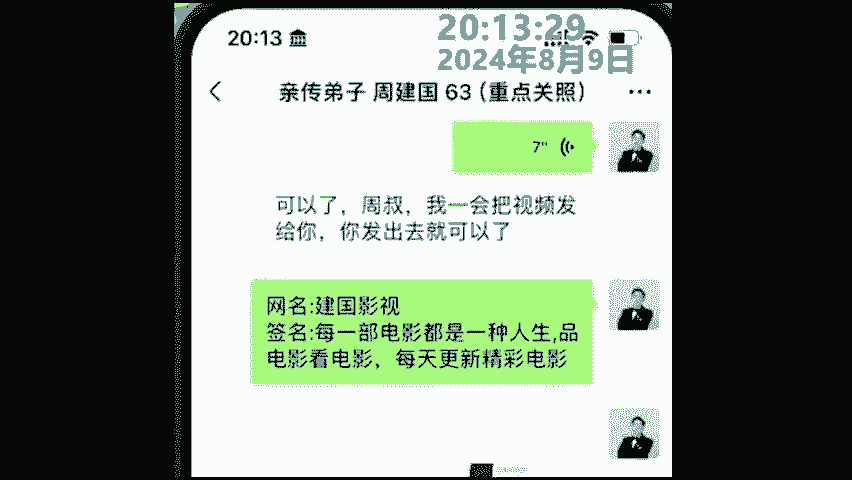 20:13
20:13:29
2024年8月9日
亲传弟子 周建国 63（重点关照）
7"
可以了，周叔，我一会把视频发
给你，你发出去就可以了
网名:建国影视
签名:每一部电影都是一种人生,品
电影看电影，每天更新精彩电影